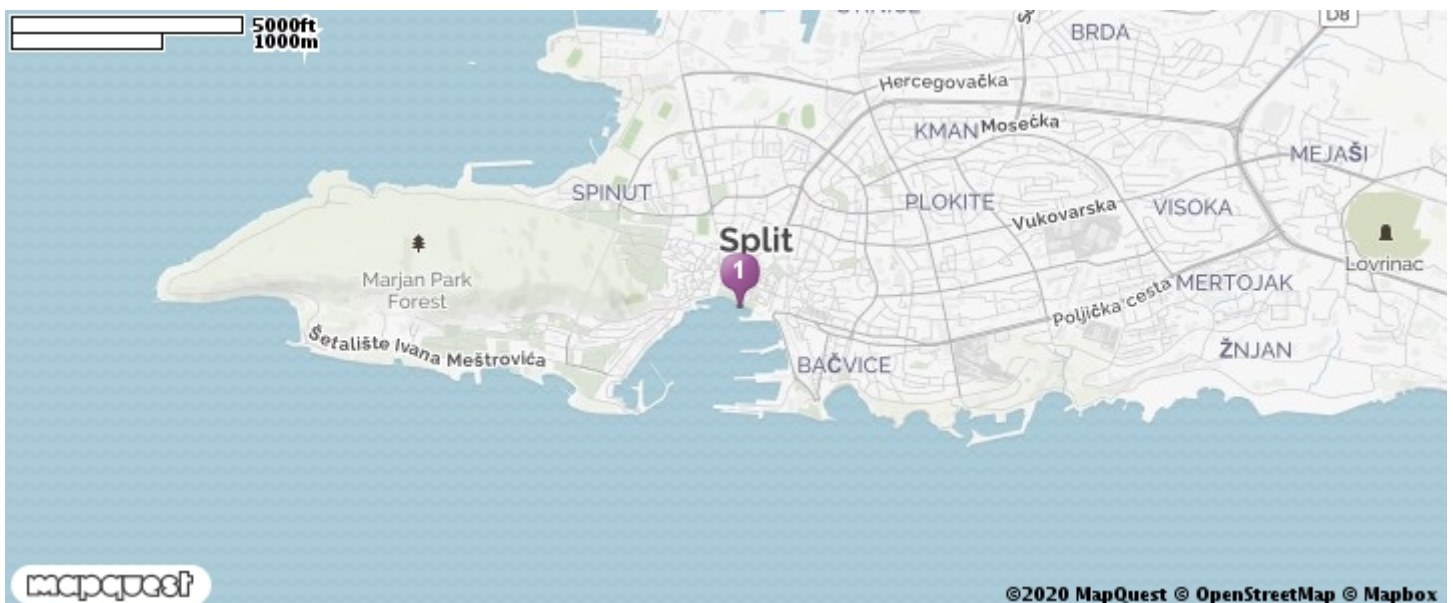 5000ft
1000m
D8
BRDA
Hercegovačka
KMAN
Mosečka
MEJAŠI
SPINUT
PLOKITE
Vukovarska
VISOKA
Split
1
Marjan Park
Forest
Lovrinac
MERTOJAK
Poljička cesta
Šetalište Ivana Meštrovića
BAČVICE
ŽNJAN
mapquest
©2020 MapQuest © OpenStreetMap © Mapbox